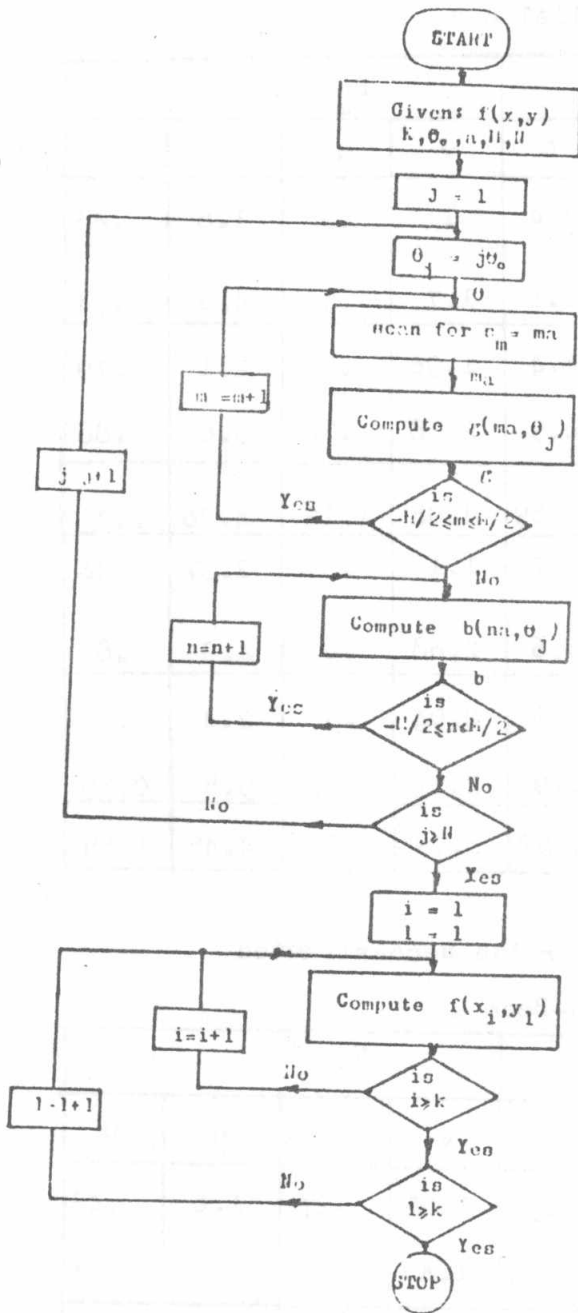 START
Given: f(x,y)
K,θ₀,a,M,N
J = 1
θj = jθ₀
θ
scan for = ma
ma
m =m+1
Compute g(ma,θJ)
j j+1
g
is
-M/2≤m≤M/2
Yes
No
Compute b(na,θJ)
n=n+1
b
is
-M/2≤n≤M/2
Yes
No
is
j≥N
No
Yes
i = 1
l = 1
Compute f(xi,yl)
i=i+1
is
i≥k
No
l-l+1
Yes
is
l≥k
No
Yes
STOP